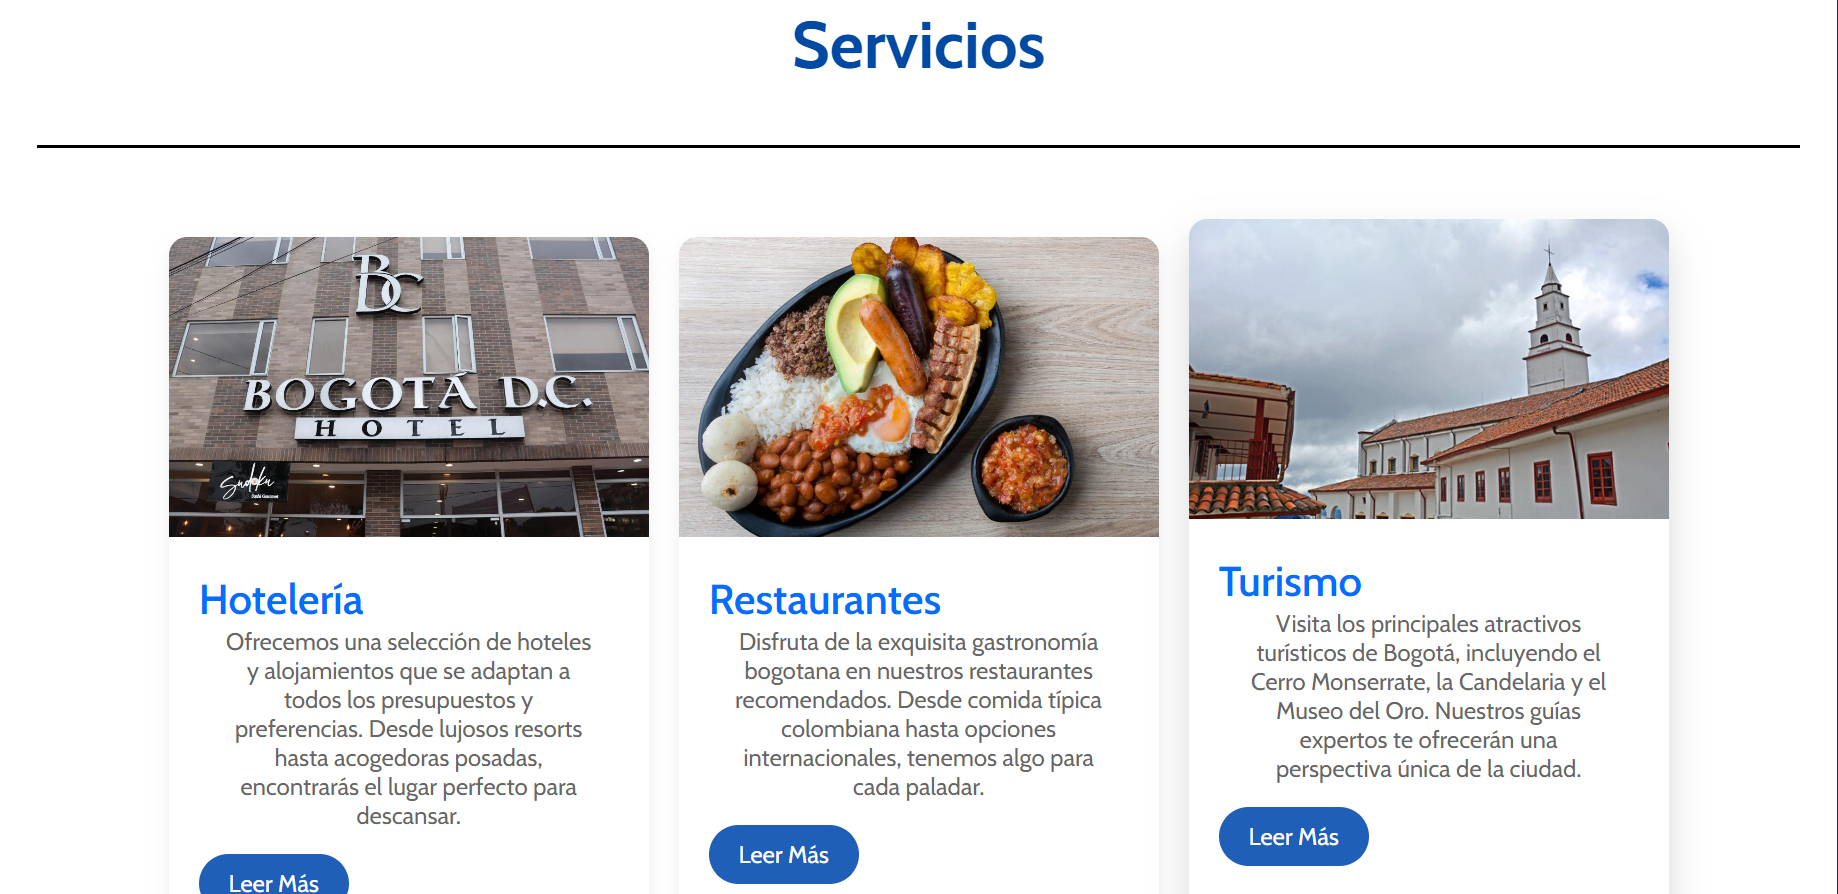 Servicios
BC
BOGOTÁ D.C.
HOTEL
Sudoku
Hotelería
Ofrecemos una selección de hoteles
y alojamientos que se adaptan a
todos los presupuestos y
preferencias. Desde lujosos resorts
hasta acogedoras posadas,
encontrarás el lugar perfecto para
descansar.
Leer Más
Restaurantes
Disfruta de la exquisita gastronomía
bogotana en nuestros restaurantes
recomendados. Desde comida típica
colombiana hasta opciones
internacionales, tenemos algo para
cada paladar.
Leer Más
Turismo
Visita los principales atractivos
turísticos de Bogotá, incluyendo el
Cerro Monserrate, la Candelaria y el
Museo del Oro. Nuestros guías
expertos te ofrecerán una
perspectiva única de la ciudad.
Leer Más